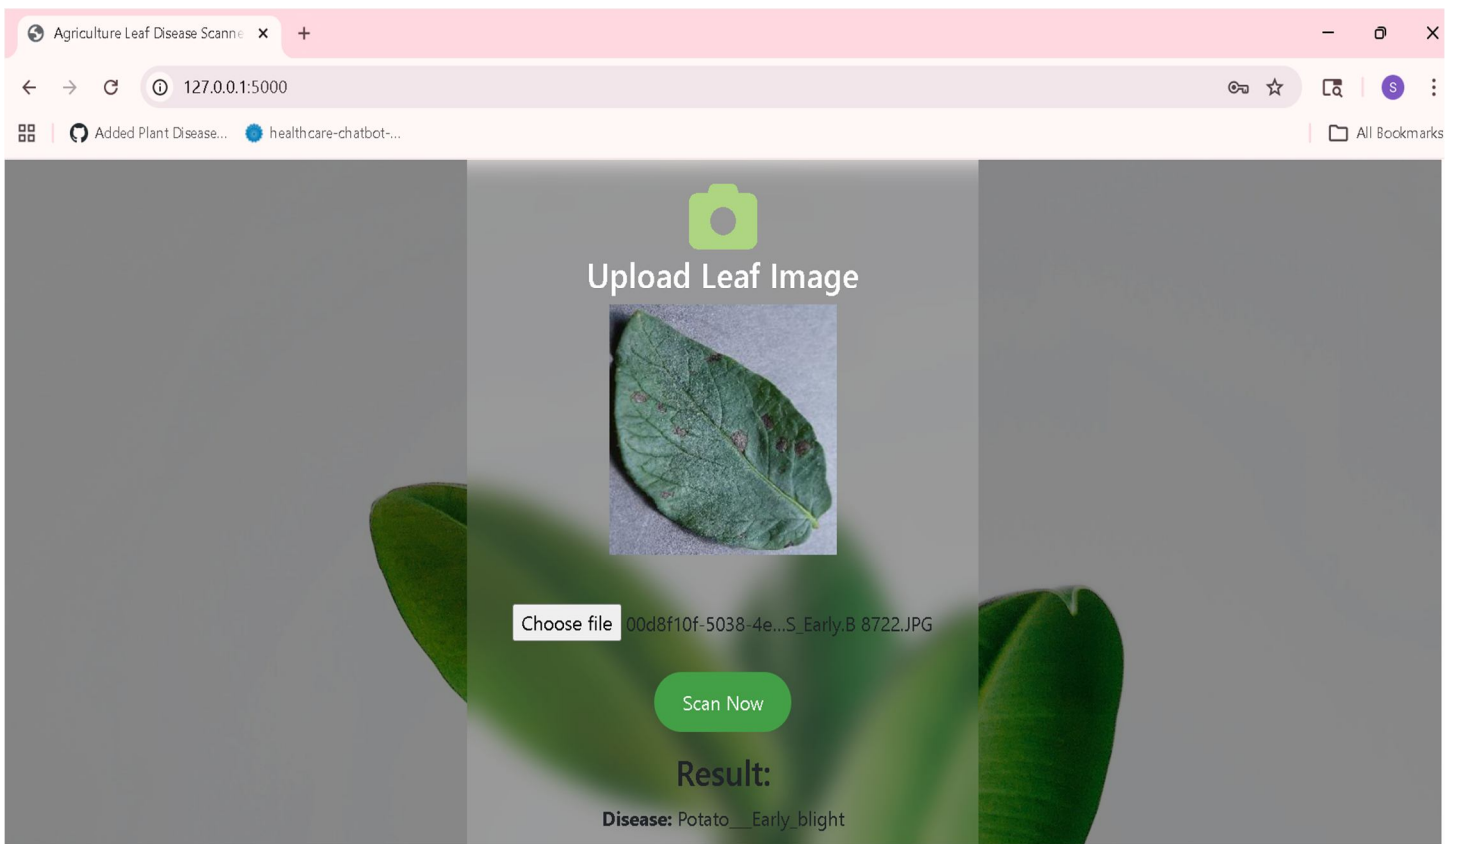 Agriculture Leaf Disease Scanne
127.0.0.1:5000
S
Added Plant Disease... healthcare-chatbot-... All Bookmarks
Upload Leaf Image
Choose file 00d8f10f-5038-4e...S_Early.B 8722.JPG
Scan Now
Result:
Disease: Potato___Early_blight